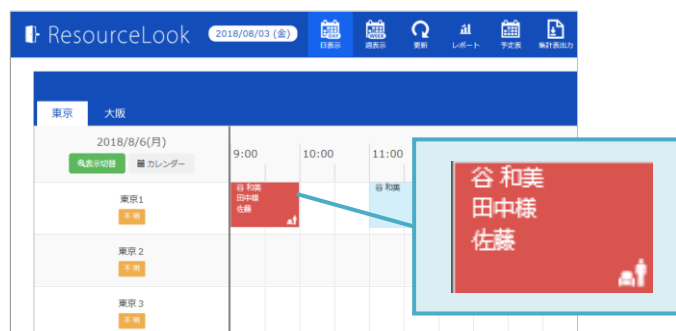 ResourceLook
2018/08/03 (金)
日表示
週表示
更新
レポート
予定表
集計表出力
東京
大阪
2018/8/6(月)
表示切替
カレンダー
9:00
10:00
11:00
東京1
不明
谷 和美
田中様
佐藤
谷 和美
東京 2
不明
東京 3
不明
谷 和美
田中様
佐藤